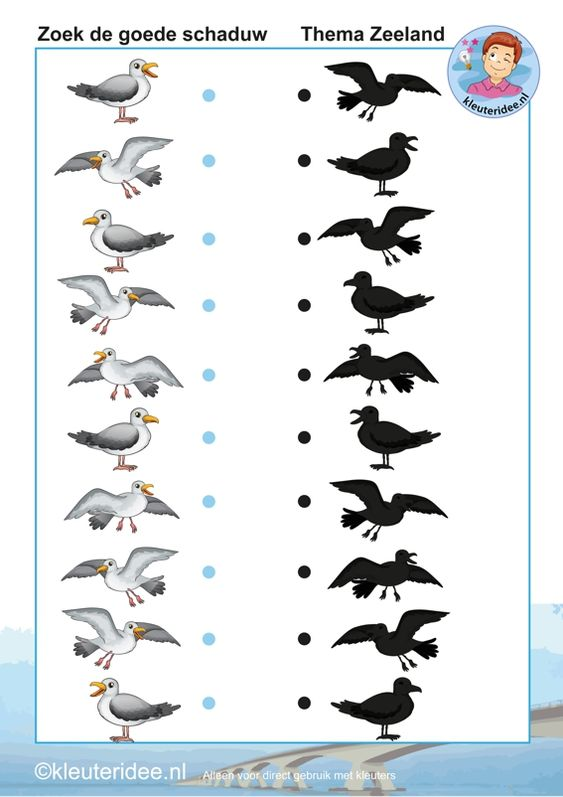 Zoek de goede schaduw Thema Zeeland
kleuteridee.nl
©kleuteridee.nl Alleen voor direct gebruik met kleuters